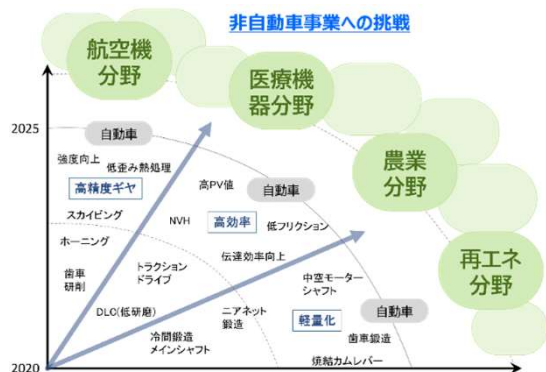 非自動車事業への挑戦
航空機
分野
医療機
器分野
農業
分野
再エネ
分野
2025
自動車
強度向上
低歪み熱処理
高精度ギヤ
スカイビング
ホーニング
歯車
研削
高PV値
自動車
NVH
高効率
低フリクション
伝達効率向上
トラクション
ドライブ
DLC(低研磨)
冷間鍛造
メインシャフト
ニアネット
鍛造
中空モーター
シャフト
自動車
軽量化
歯車鍛造
焼結カムレバー
2020